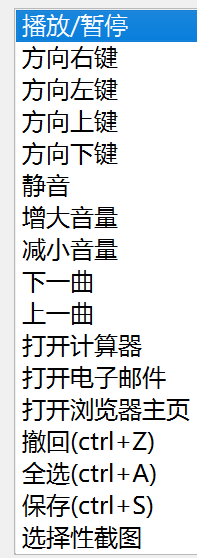 播放/暂停
方向右键
方向左键
方向上键
方向下键
静音
增大音量
减小音量
下一曲
上一曲
打开计算器
打开电子邮件
打开浏览器主页
撤回(ctrl+Z)
全选(ctrl+A)
保存(ctrl+S)
选择性截图